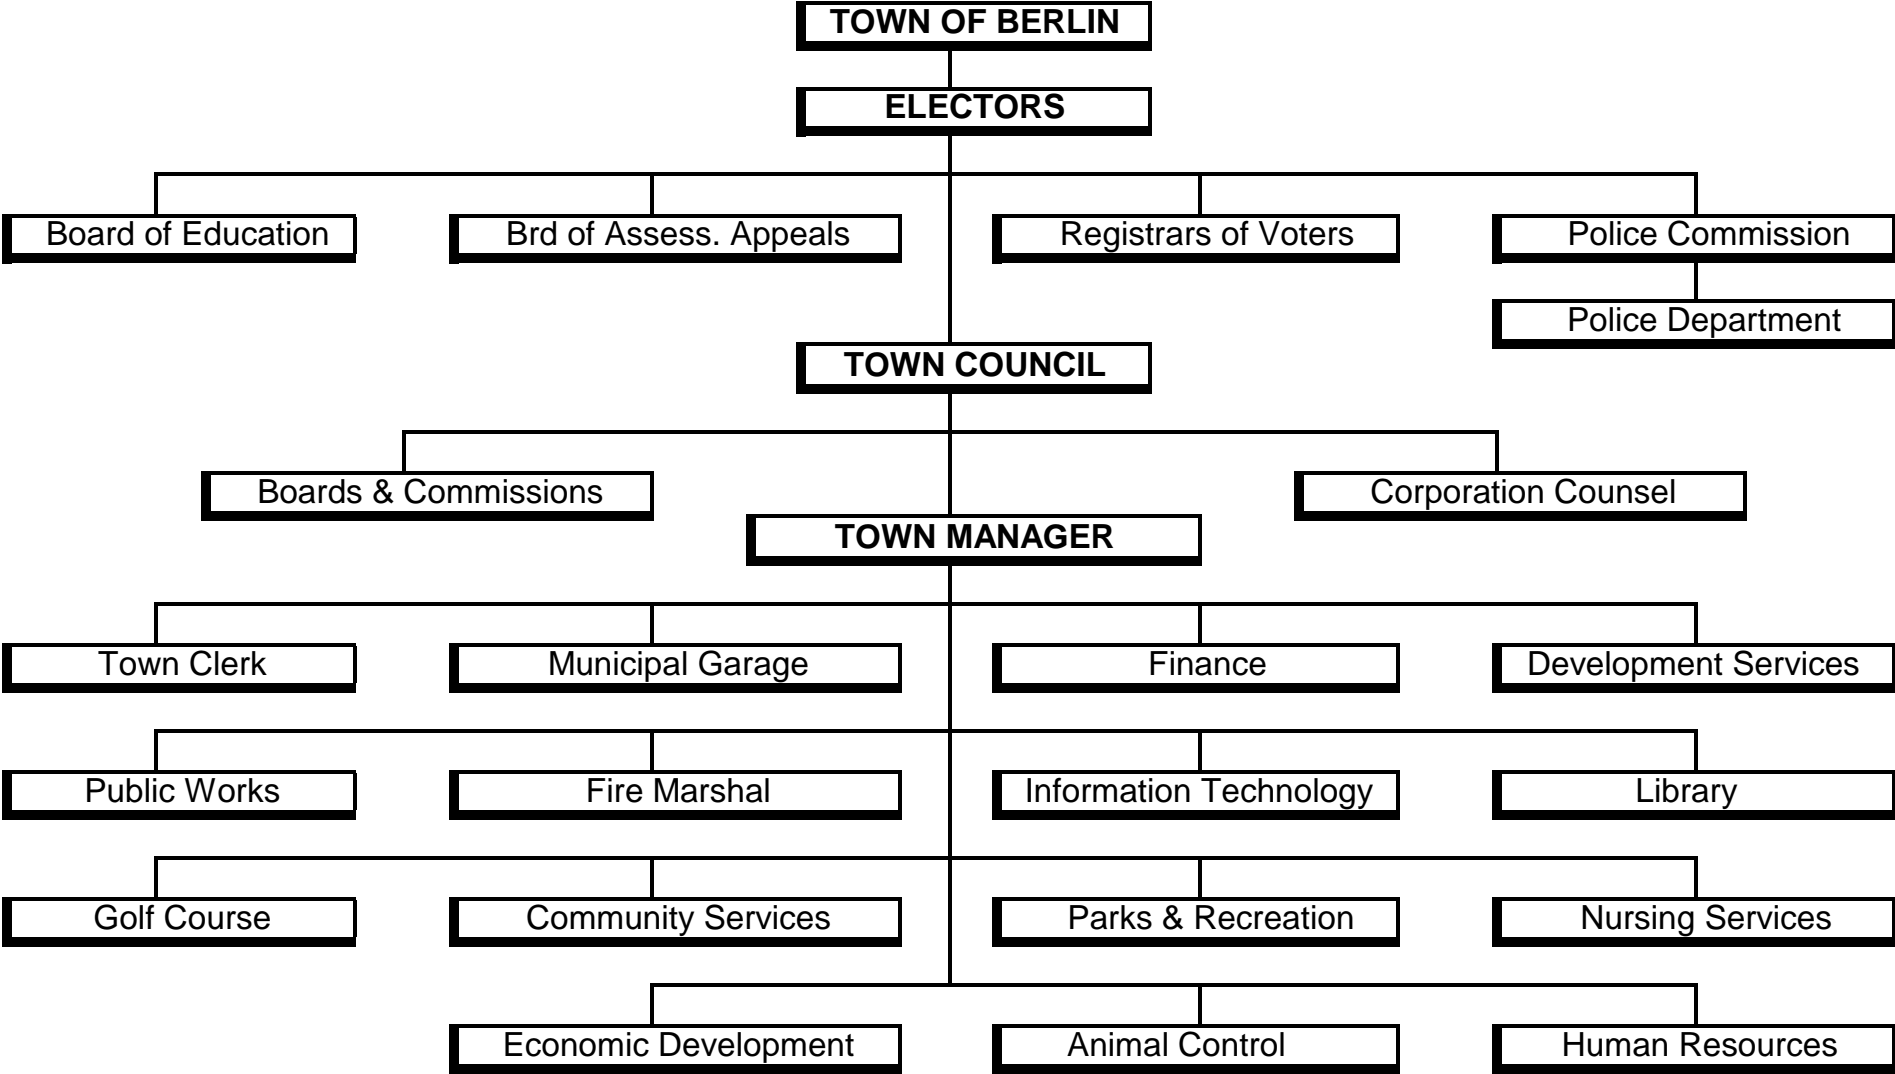 TOWN OF BERLIN
ELECTORS
Board of Education
Brd of Assess. Appeals
Registrars of Voters
Police Commission
Police Department
TOWN COUNCIL
Boards & Commissions
Corporation Counsel
TOWN MANAGER
Town Clerk
Municipal Garage
Finance
Development Services
Public Works
Fire Marshal
Information Technology
Library
Golf Course
Community Services
Parks & Recreation
Nursing Services
Economic Development
Animal Control
Human Resources